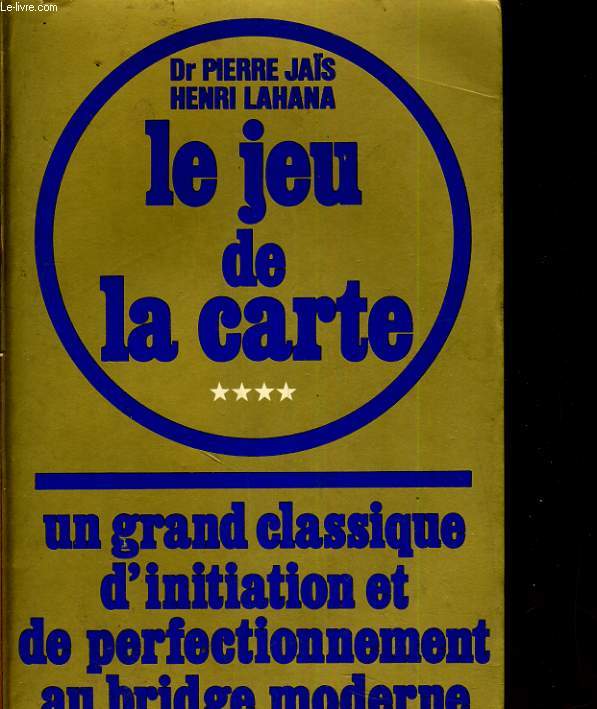 Le-livre.com
Dr PIERRE JAÏS
HENRI LAHANA
le jeu
de
la carte
un grand classique
d'initiation et
de perfectionnement
au bridge moderne